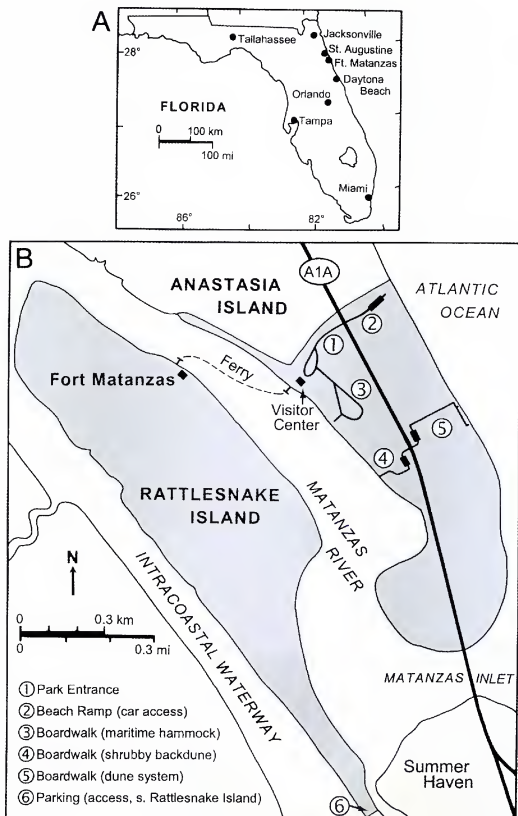 A
28°
Tallahassee
Jacksonville
St. Augustine
Ft. Matanzas
Daytona
Beach
Orlando
FLORIDA
0 100 km
100 mi
Tampa
Miami
26°
86°
82°
B
A1A
ANASTASIA
ISLAND
ATLANTIC
OCEAN
①
②
Ferry
Fort Matanzas
③
Visitor
Center
④
⑤
RATTLESNAKE
ISLAND
MATANZAS
RIVER
INTRACOASTAL WATERWAY
N
0 0.3 km
0 0.3 mi
MATANZAS INLET
① Park Entrance
② Beach Ramp (car access)
③ Boardwalk (maritime hammock)
④ Boardwalk (shrubby backdune)
⑤ Boardwalk (dune system)
⑥ Parking (access, s. Rattlesnake Island)
⑥
Summer
Haven